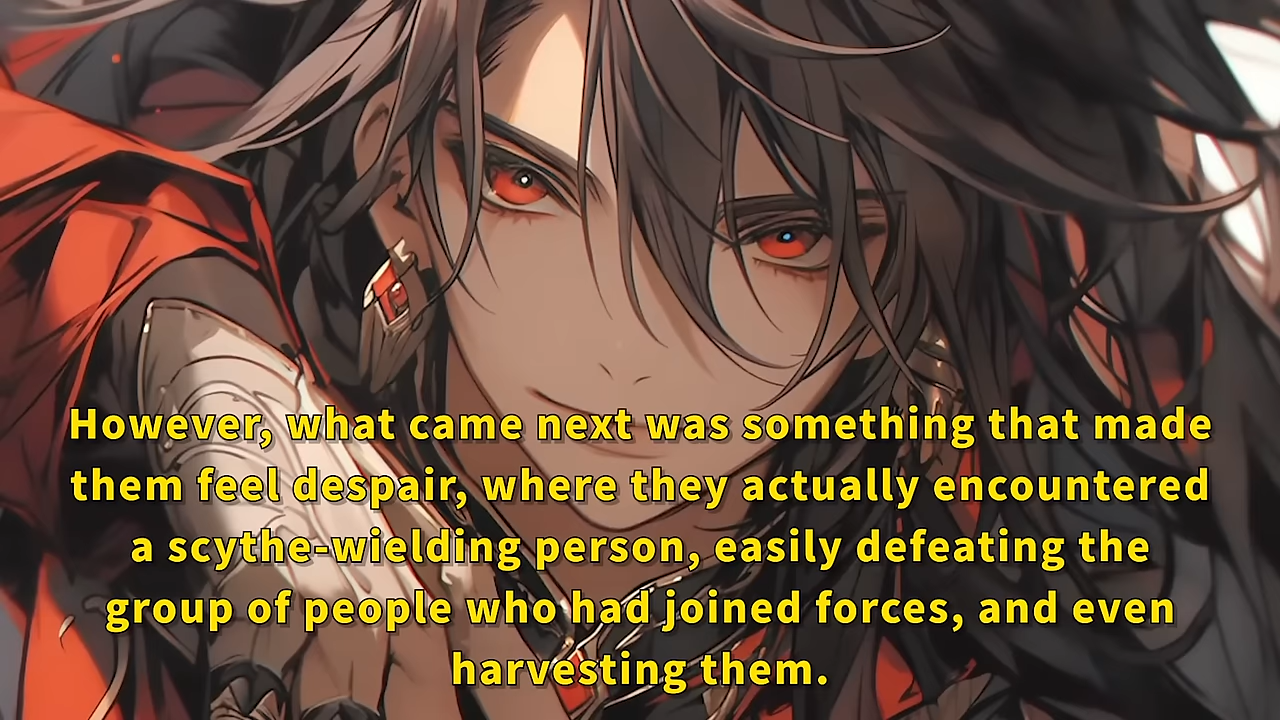 However, what came next was something that made
them feel despair, where they actually encountered
a scythe-wielding person, easily defeating the
group of people who had joined forces, and even
harvesting them.